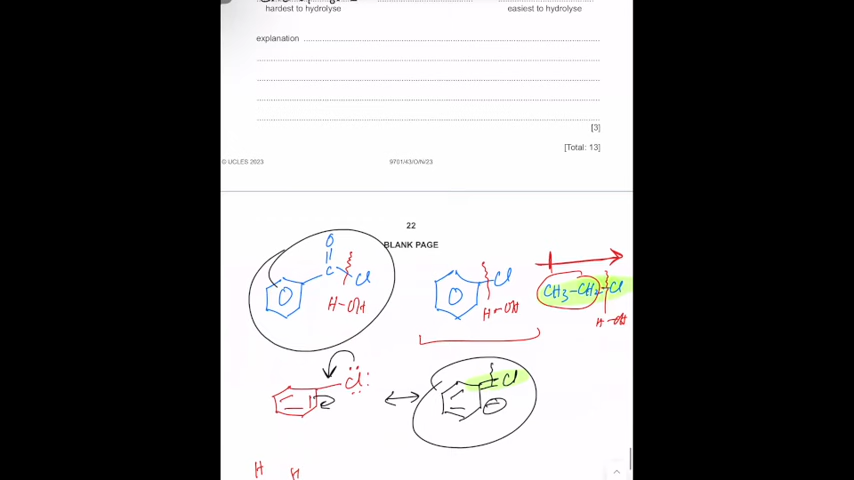 hardest to hydrolyse easiest to hydrolyse
explanation
[3]
[Total: 13]
© UCLES 2023 9701/43/O/N/23
22
BLANK PAGE
O
||
C Cl
H-OH
Cl
H-OH
CH3-CH2-Cl
H-OH
Cl
Cl
H H